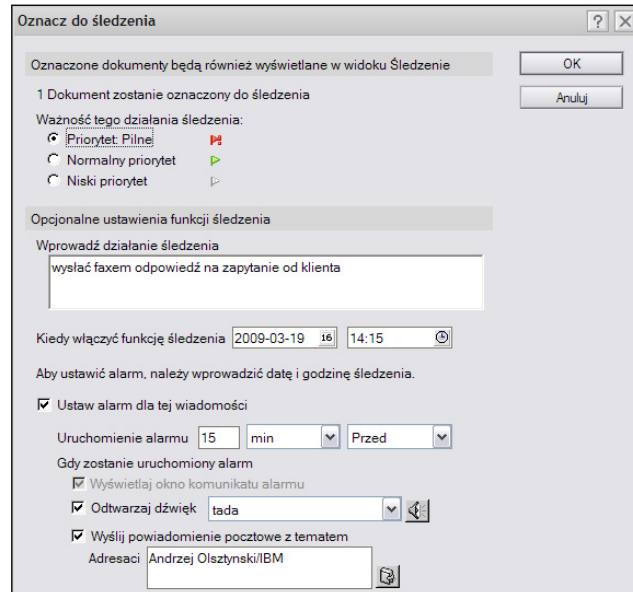 Oznacz do śledzenia
Oznaczone dokumenty będą również wyświetlane w widoku Śledzenie
OK
Anuluj
1 Dokument zostanie oznaczony do śledzenia
Ważność tego działania śledzenia:
Priorytet: Pilne
Normalny priorytet
Niski priorytet
Opcjonalne ustawienia funkcji śledzenia
Wprowadź działanie śledzenia
wysłać faxem odpowiedź na zapytanie od klienta
Kiedy włączyć funkcję śledzenia 2009-03-19 16 14:15
Aby ustawić alarm, należy wprowadzić datę i godzinę śledzenia.
Ustaw alarm dla tej wiadomości
Uruchomienie alarmu 15 min Przed
Gdy zostanie uruchomiony alarm
Wyświetlaj okno komunikatu alarmu
Odtwarzaj dźwięk tada
Wyślij powiadomienie pocztowe z tematem
Adresaci Andrzej Olsztynski/IBM